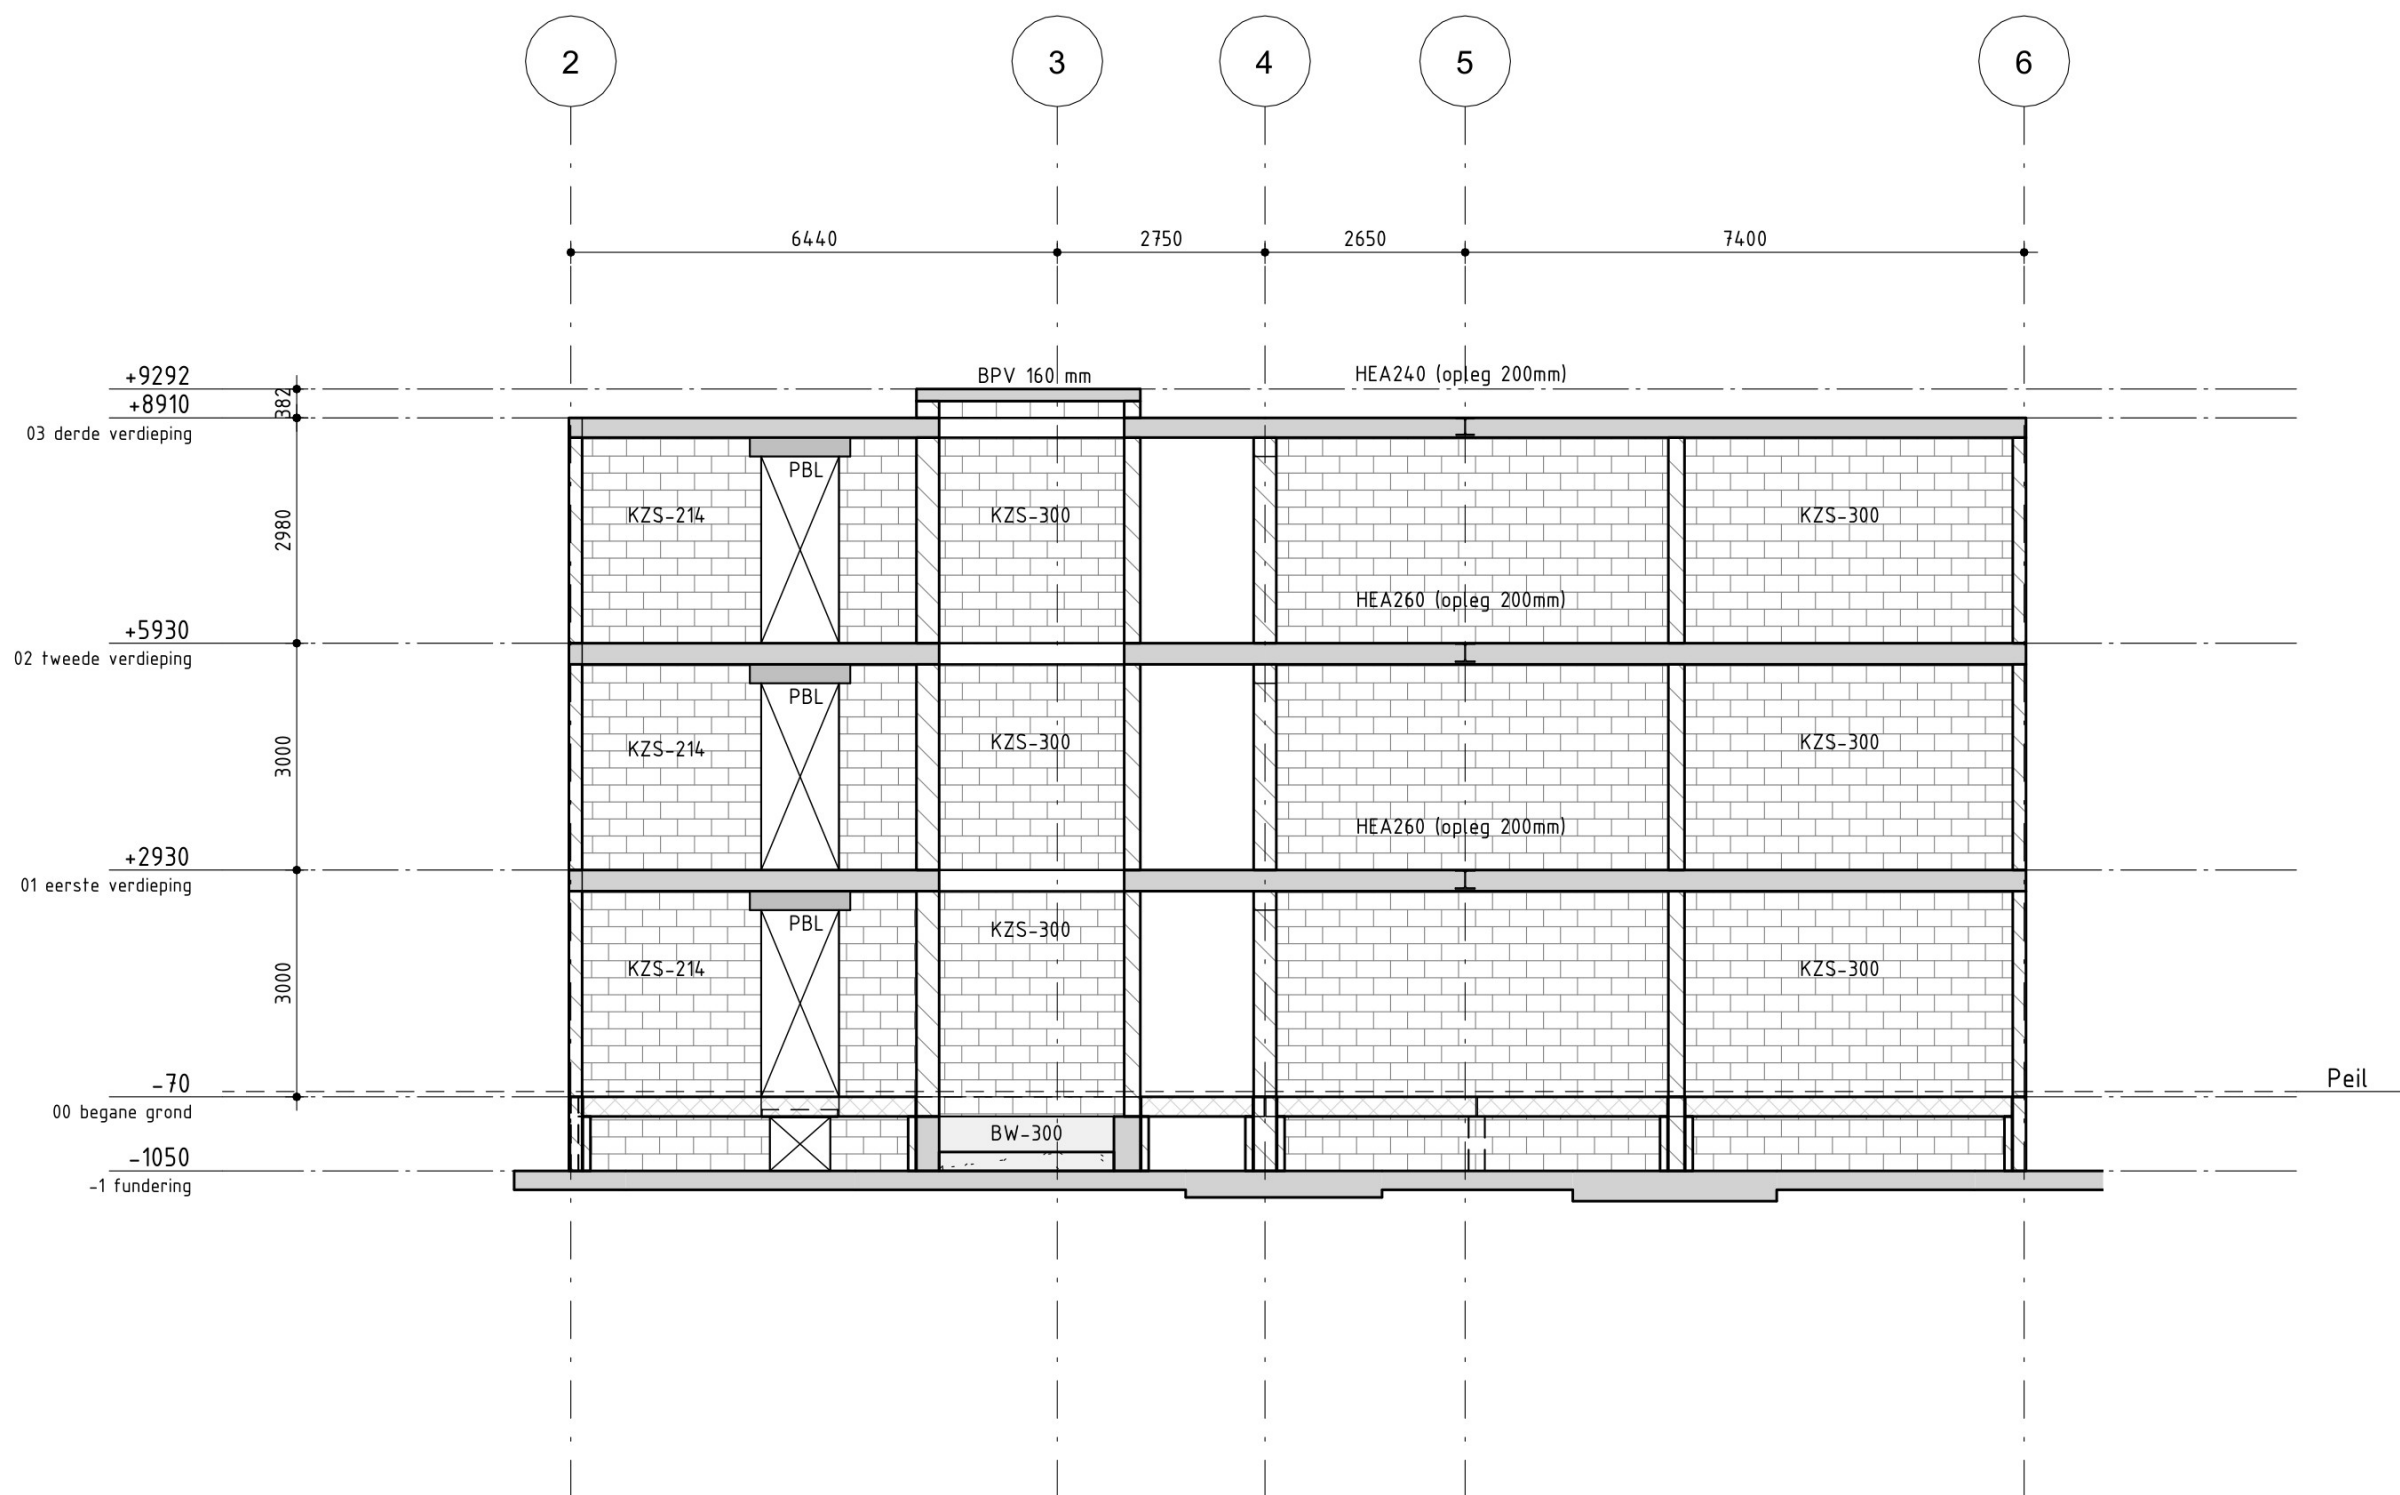 2
3
4
5
6
6440
2750
2650
7400
+9292
BPV 160 mm
HEA240 (opleg 200mm)
382
+8910
03 derde verdieping
PBL
KZS-214
KZS-300
KZS-300
2980
HEA260 (opleg 200mm)
+5930
02 tweede verdieping
PBL
KZS-214
KZS-300
KZS-300
3000
HEA260 (opleg 200mm)
+2930
01 eerste verdieping
PBL
KZS-300
KZS-214
KZS-300
3000
-70
Peil
00 begane grond
BW-300
-1050
-1 fundering